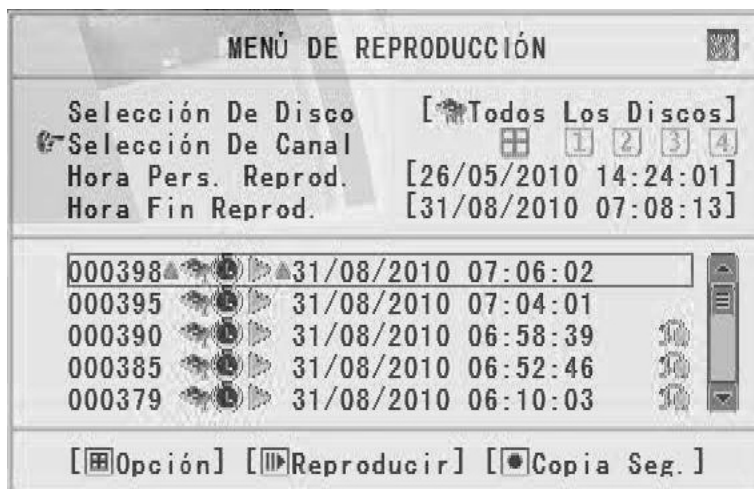 MENÚ DE REPRODUCCIÓN
Selección De Disco [Todos Los Discos]
Selección De Canal 1 2 3 4
Hora Pers. Reprod. [26/05/2010 14:24:01]
Hora Fin Reprod. [31/08/2010 07:08:13]
000398 31/08/2010 07:06:02
000395 31/08/2010 07:04:01
000390 31/08/2010 06:58:39
000385 31/08/2010 06:52:46
000379 31/08/2010 06:10:03
[Opción] [Reproducir] [Copia Seg.]